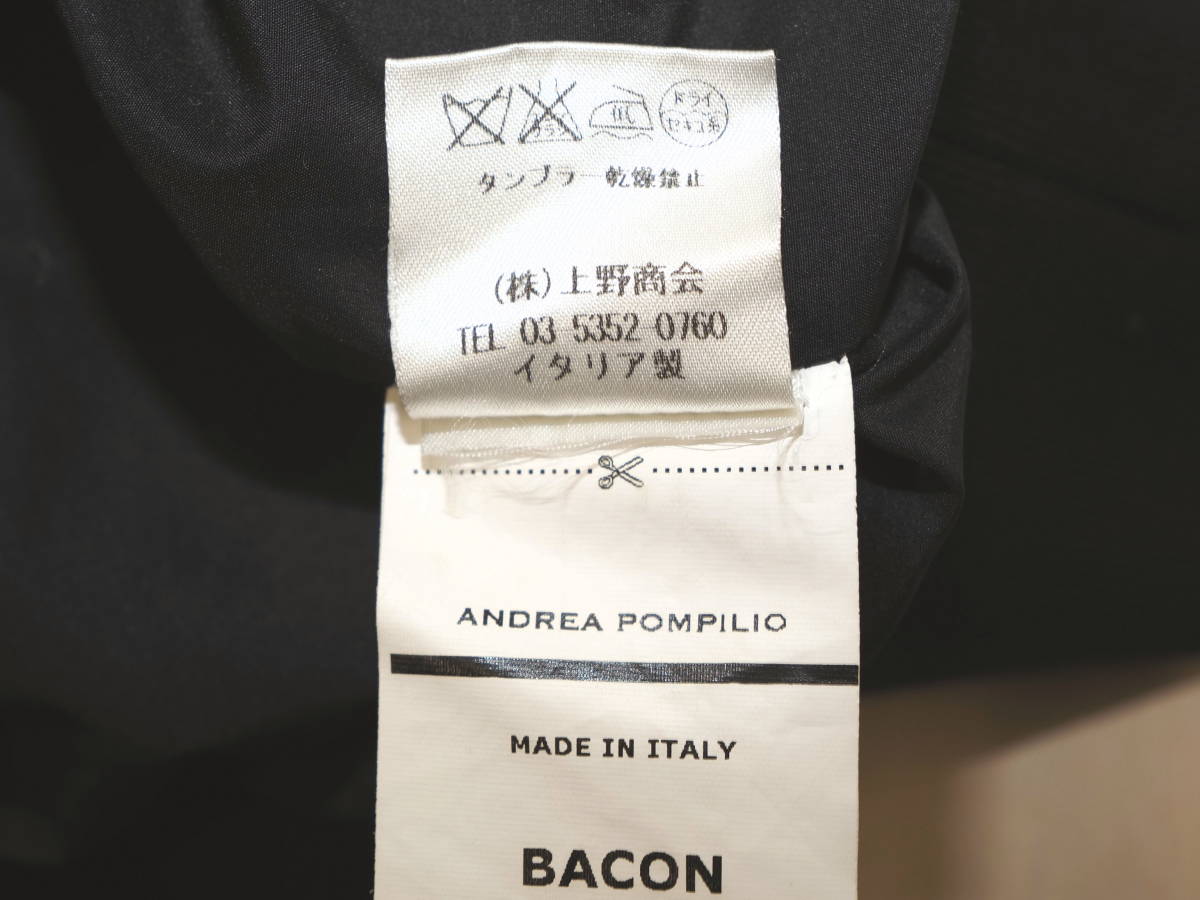 ドライ
セキユ系
タンブラー乾燥禁止
(株)上野商会
TEL 03 5352 0760
イタリア製
ANDREA POMPILIO
MADE IN ITALY
BACON